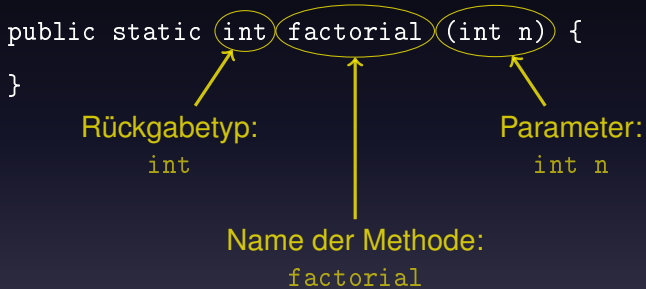 public static int factorial (int n) {
}
Rückgabetyp:
int
Parameter:
int n
Name der Methode:
factorial